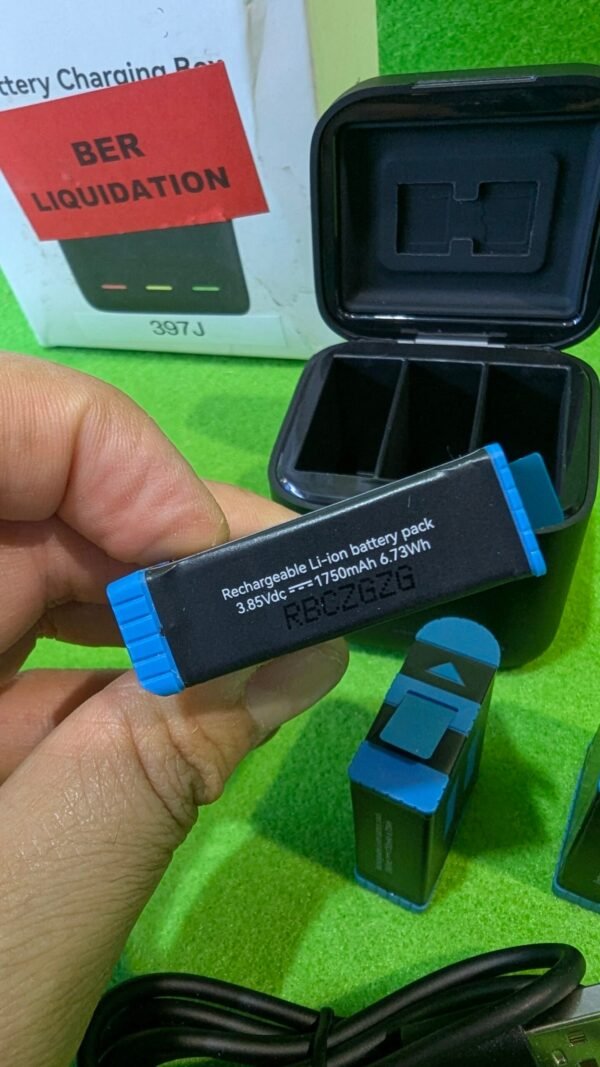 ttery Charging Box
BER
LIQUIDATION
397J
Rechargeable Li-ion battery pack
3.85Vdc ⎓ 1750mAh 6.73Wh
RBCZGZG